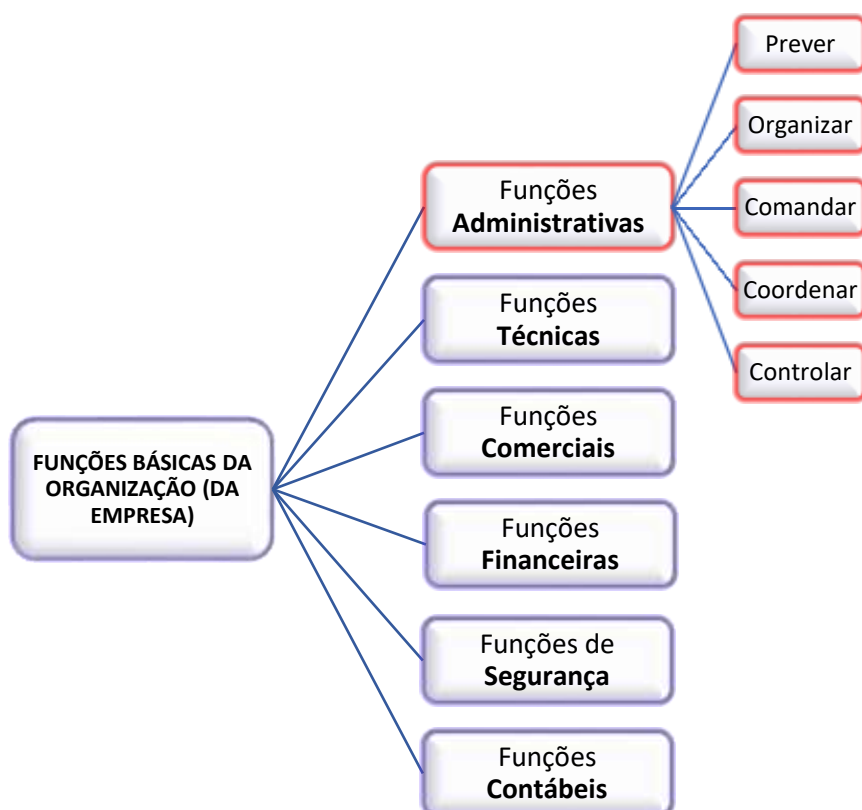 FUNÇÕES BÁSICAS DA
ORGANIZAÇÃO (DA
EMPRESA)
Funções
Administrativas
Prever
Organizar
Comandar
Coordenar
Controlar
Funções
Técnicas
Funções
Comerciais
Funções
Financeiras
Funções de
Segurança
Funções
Contábeis